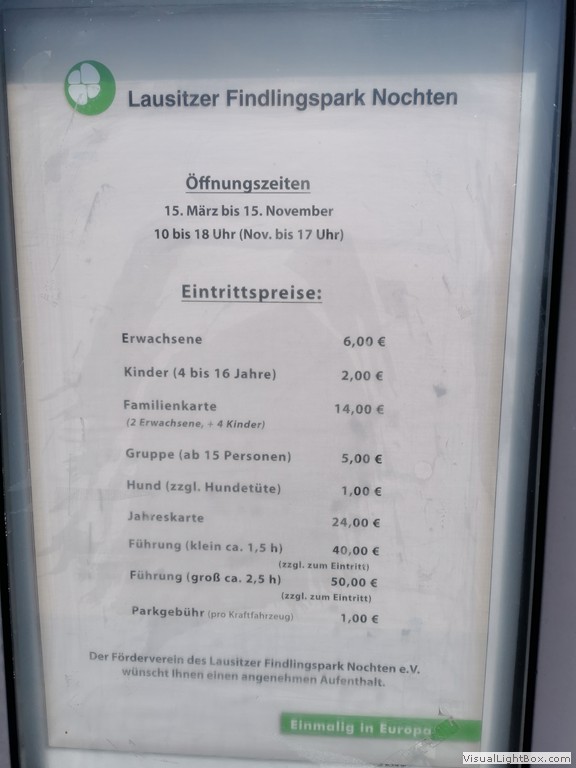 Lausitzer Findlingspark Nochten
Öffnungszeiten
15. März bis 15. November
10 bis 18 Uhr (Nov. bis 17 Uhr)
Eintrittspreise:
Erwachsene 6,00 €
Kinder (4 bis 16 Jahre) 2,00 €
Familienkarte 14,00 €
(2 Erwachsene, + 4 Kinder)
Gruppe (ab 15 Personen) 5,00 €
Hund (zzgl. Hundetüte) 1,00 €
Jahreskarte 24,00 €
Führung (klein ca. 1,5 h) 40,00 €
(zzgl. zum Eintritt)
Führung (groß ca. 2,5 h) 50,00 €
(zzgl. zum Eintritt)
Parkgebühr (pro Kraftfahrzeug) 1,00 €
Der Förderverein des Lausitzer Findlingspark Nochten e.V.
wünscht Ihnen einen angenehmen Aufenthalt.
Einmalig in Europa
VisualLightBox.com